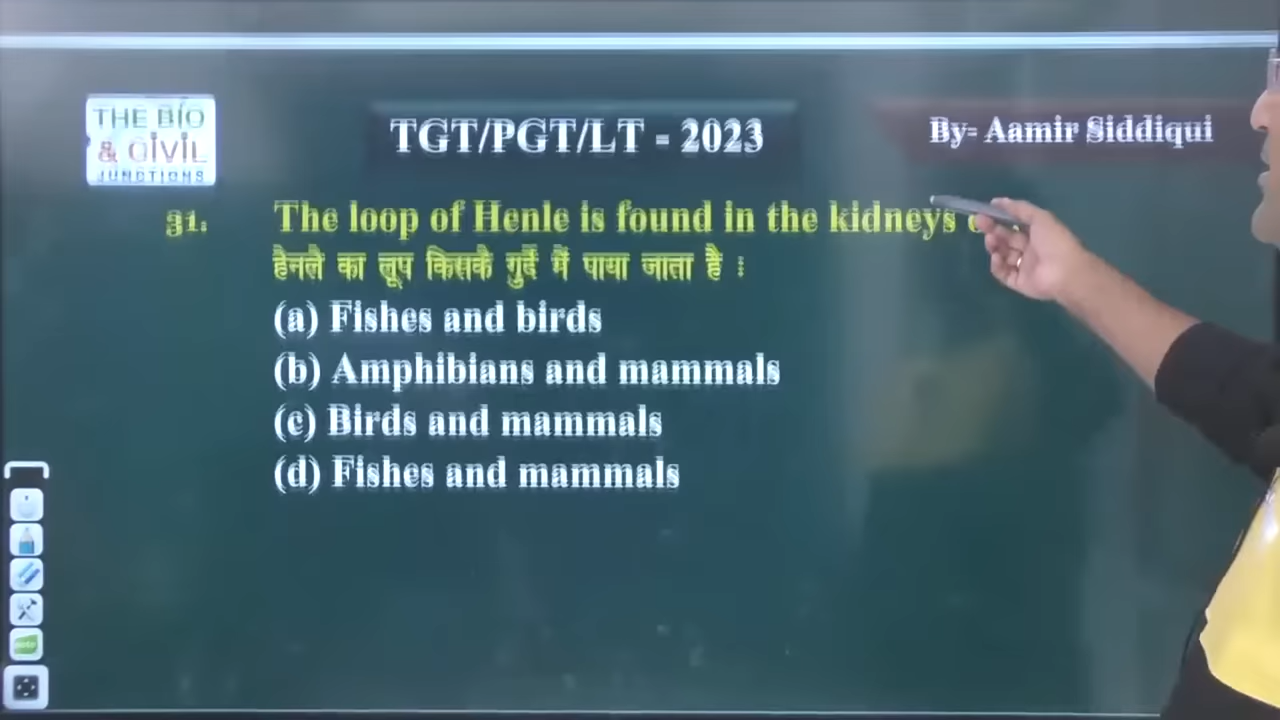 THE BIO
& CIVIL
JUNCTIONS
TGT/PGT/LT - 2023
By- Aamir Siddiqui
31. The loop of Henle is found in the kidneys
हेनलै का लूप किसकै गुर्दे में पाया जाता है :
(a) Fishes and birds
(b) Amphibians and mammals
(c) Birds and mammals
(d) Fishes and mammals